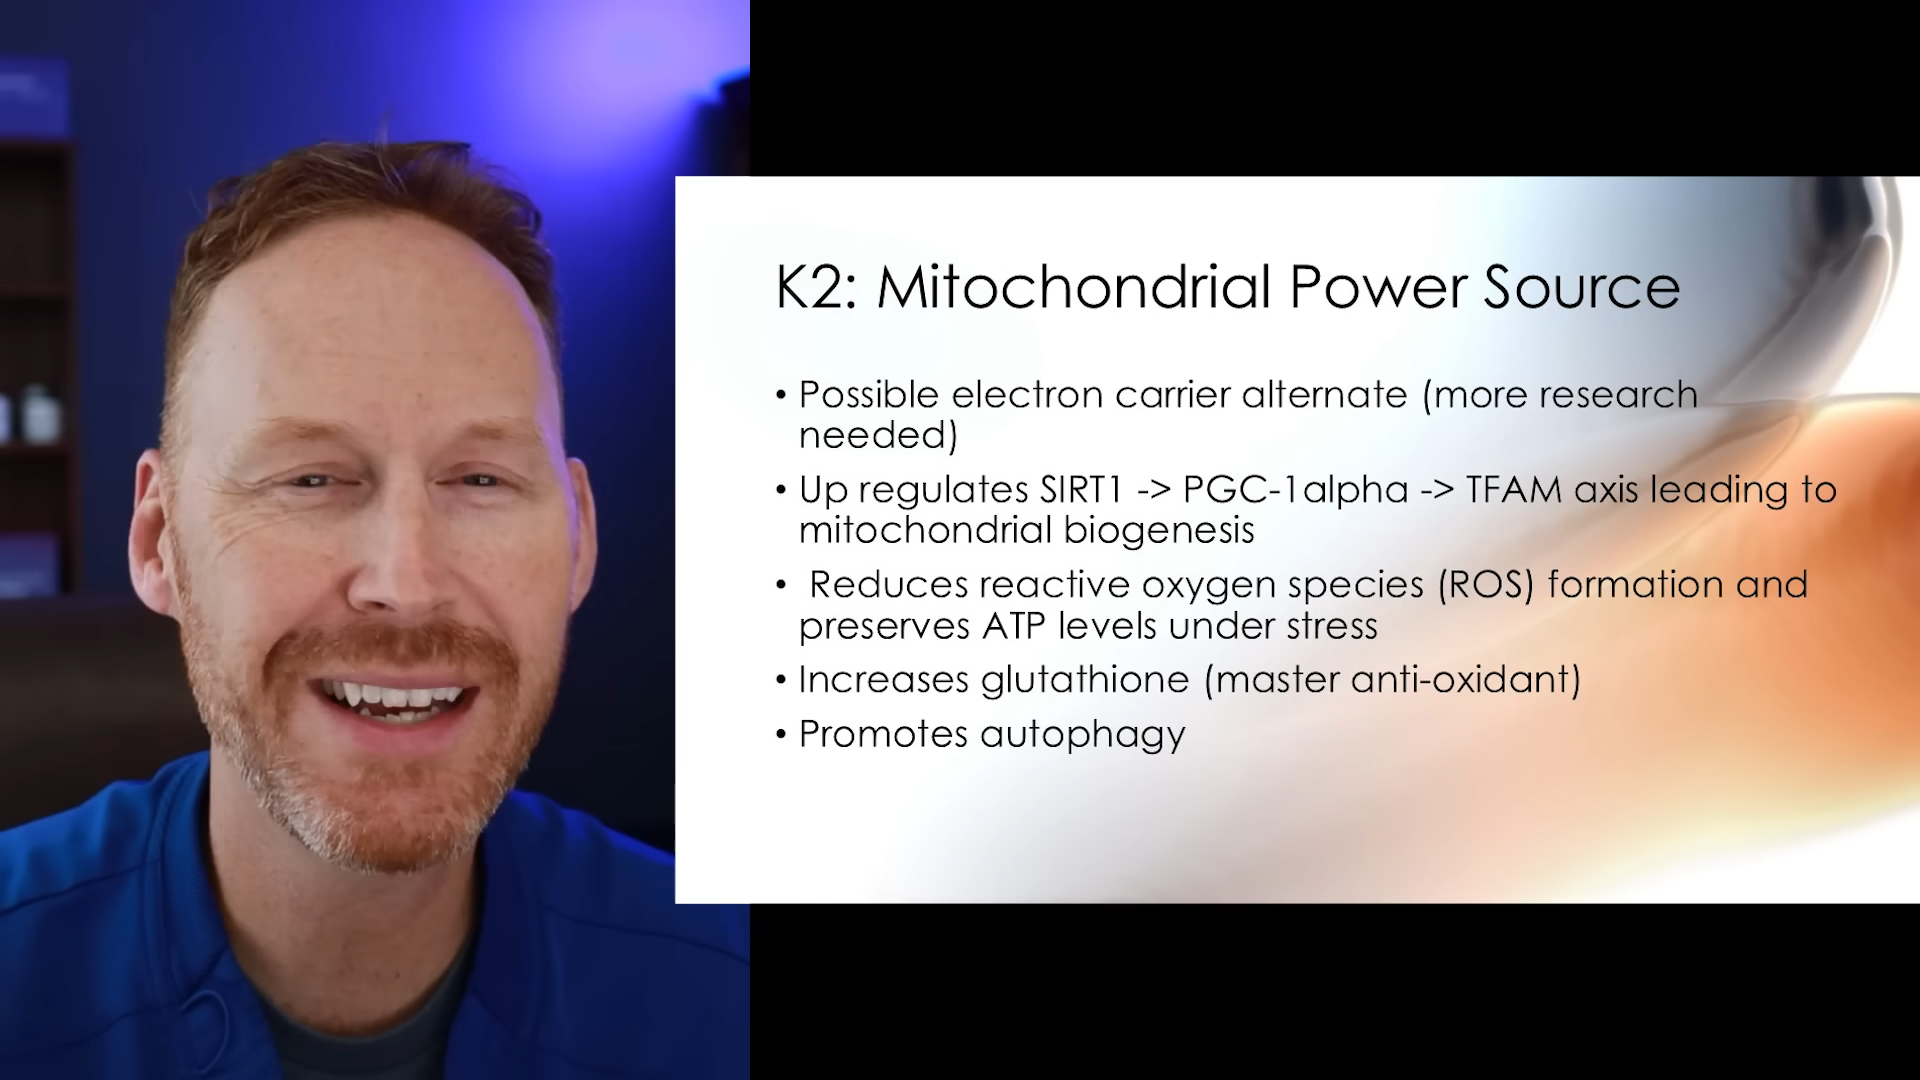 K2: Mitochondrial Power Source
• Possible electron carrier alternate (more research
needed)
• Up regulates SIRT1 -> PGC-1alpha -> TFAM axis leading to
mitochondrial biogenesis
• Reduces reactive oxygen species (ROS) formation and
preserves ATP levels under stress
• Increases glutathione (master anti-oxidant)
• Promotes autophagy